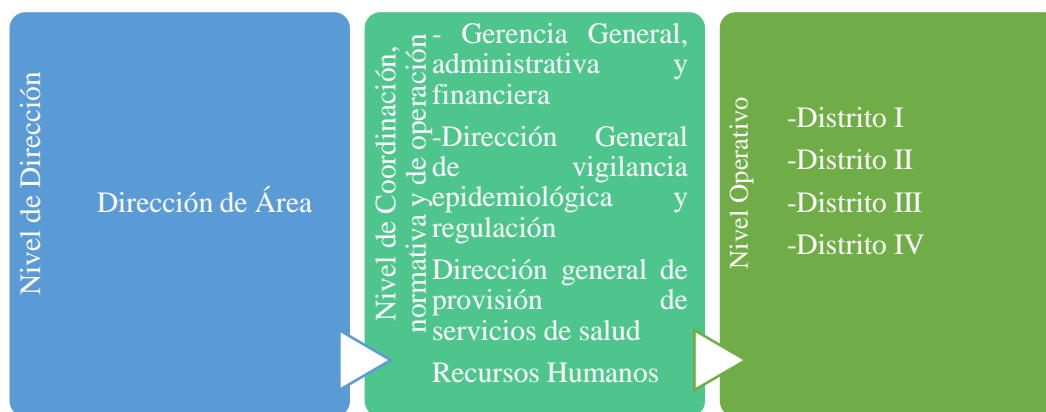 Nivel de Dirección
Dirección de Área
Nivel de Coordinación,
normativa y de operación
- Gerencia General,
administrativa y
financiera
-Dirección General
de vigilancia
epidemiológica y
regulación
Dirección general de
provisión de
servicios de salud
Recursos Humanos
Nivel Operativo
-Distrito I
-Distrito II
-Distrito III
-Distrito IV